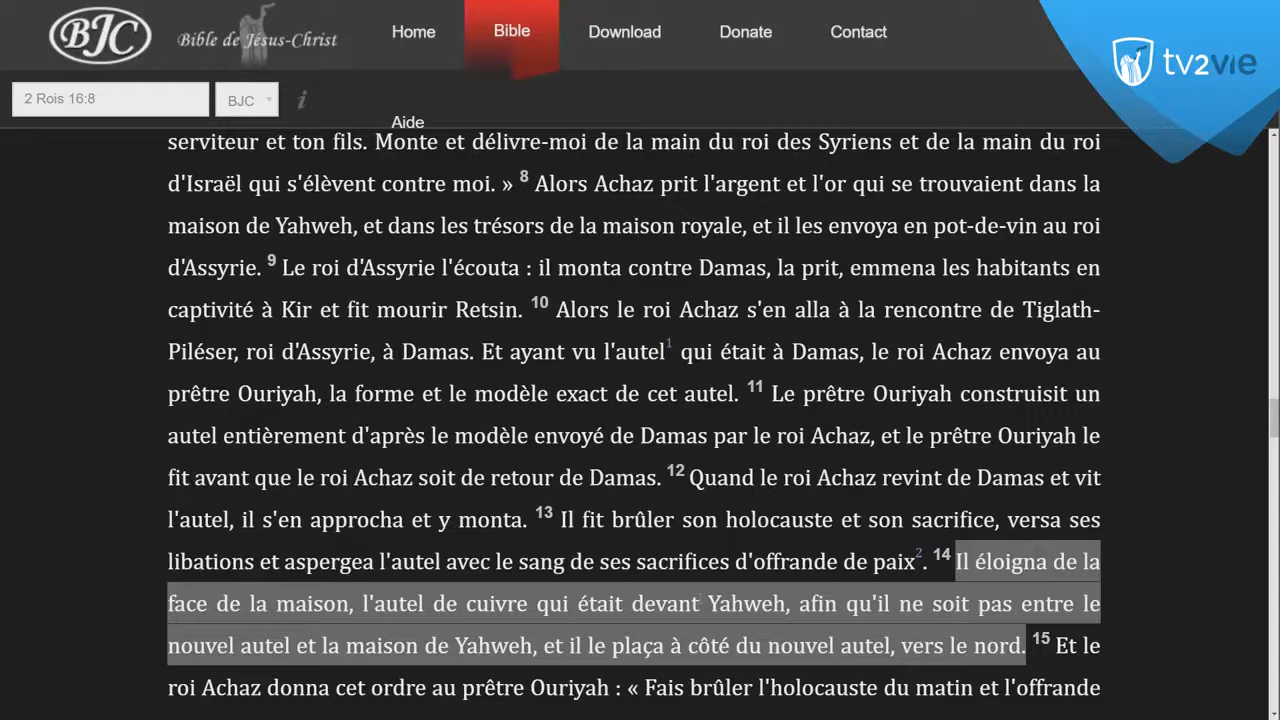 BJC Bible de Jésus-Christ Home Bible Download Donate Contact tv2vie
2 Rois 16:8 BJC i
Aide
serviteur et ton fils. Monte et délivre-moi de la main du roi des Syriens et de la main du roi
d'Israël qui s'élèvent contre moi. » 8 Alors Achaz prit l'argent et l'or qui se trouvaient dans la
maison de Yahweh, et dans les trésors de la maison royale, et il les envoya en pot-de-vin au roi
d'Assyrie. 9 Le roi d'Assyrie l'écouta : il monta contre Damas, la prit, emmena les habitants en
captivité à Kir et fit mourir Retsin. 10 Alors le roi Achaz s'en alla à la rencontre de Tiglath-
Piléser, roi d'Assyrie, à Damas. Et ayant vu l'autel1 qui était à Damas, le roi Achaz envoya au
prêtre Ouriyah, la forme et le modèle exact de cet autel. 11 Le prêtre Ouriyah construisit un
autel entièrement d'après le modèle envoyé de Damas par le roi Achaz, et le prêtre Ouriyah le
fit avant que le roi Achaz soit de retour de Damas. 12 Quand le roi Achaz revint de Damas et vit
l'autel, il s'en approcha et y monta. 13 Il fit brûler son holocauste et son sacrifice, versa ses
libations et aspergea l'autel avec le sang de ses sacrifices d'offrande de paix2. 14 Il éloigna de la
face de la maison, l'autel de cuivre qui était devant Yahweh, afin qu'il ne soit pas entre le
nouvel autel et la maison de Yahweh, et il le plaça à côté du nouvel autel, vers le nord. 15 Et le
roi Achaz donna cet ordre au prêtre Ouriyah : « Fais brûler l'holocauste du matin et l'offrande